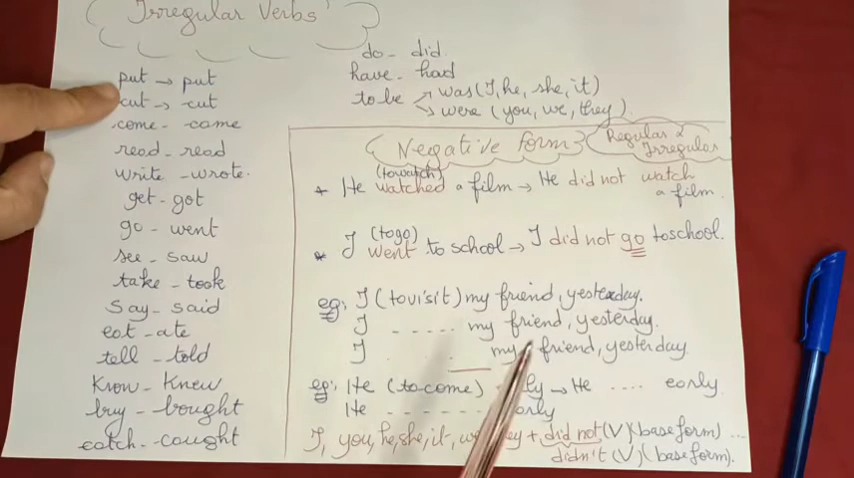 Irregular Verbs
put → put
cut → cut
come - came
read - read
write - wrote.
get - got
go - went
see - saw
take - took
say - said
eat - ate
tell - told
know - knew
buy - bought
catch - caught
do - did
have - had
to be was (I, he, she, it)
were (you, we, they)
Negative form
Regular & Irregular
(to watch)
* He watched a film → He did not watch a film.
(to go)
* I went to school → I did not go to school.
eg: I (to visit) my friend, yesterday.
I ----- my friend, yesterday.
I my friend, yesterday.
eg: He (to come) → He .... early
He ------
I, you, he, she, it, + did not (V) (base form) ...
didn't (V) (base form).